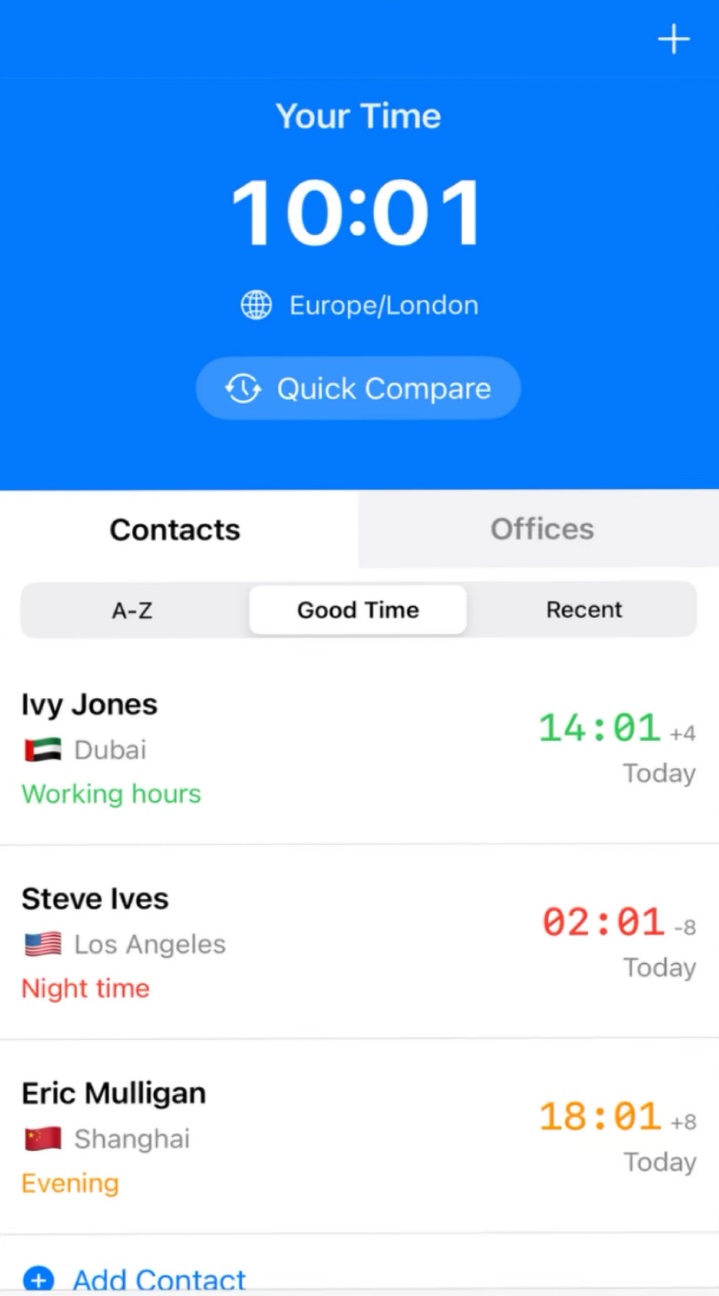 Your Time
10:01
Europe/London
Quick Compare
Contacts
Offices
A-Z
Good Time
Recent
Ivy Jones
Dubai
Working hours
14:01 +4
Today
Steve Ives
Los Angeles
Night time
02:01 -8
Today
Eric Mulligan
Shanghai
Evening
18:01 +8
Today
Add Contact